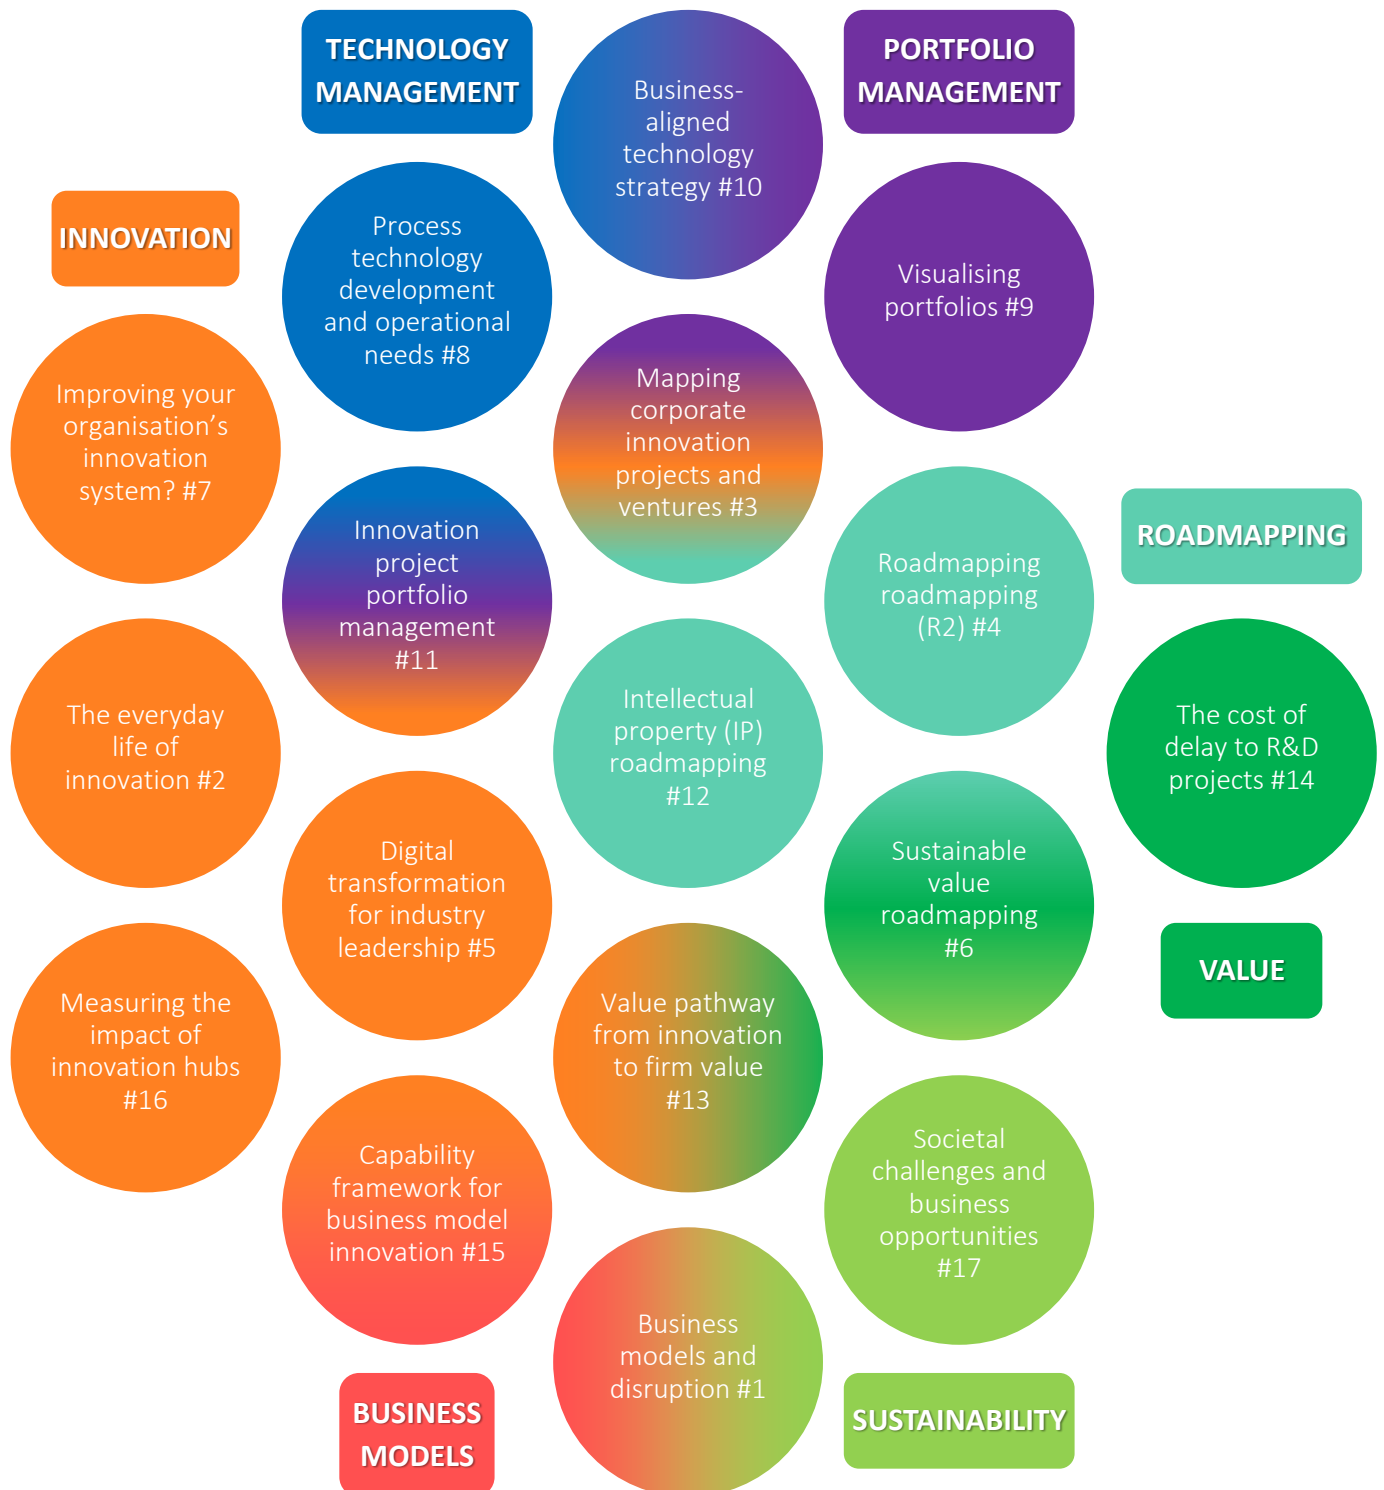 TECHNOLOGY
MANAGEMENT
Business-
aligned
technology
strategy #10
PORTFOLIO
MANAGEMENT
INNOVATION
Process
technology
development
and operational
needs #8
Visualising
portfolios #9
Improving your
organisation’s
innovation
system? #7
Mapping
corporate
innovation
projects and
ventures #3
Innovation
project
portfolio
management
#11
Roadmapping
roadmapping
(R2) #4
ROADMAPPING
The everyday
life of
innovation #2
Intellectual
property (IP)
roadmapping
#12
The cost of
delay to R&D
projects #14
Digital
transformation
for industry
leadership #5
Sustainable
value
roadmapping
#6
VALUE
Measuring the
impact of
innovation hubs
#16
Value pathway
from innovation
to firm value
#13
Capability
framework for
business model
innovation #15
Societal
challenges and
business
opportunities
#17
Business
models and
disruption #1
BUSINESS
MODELS
SUSTAINABILITY